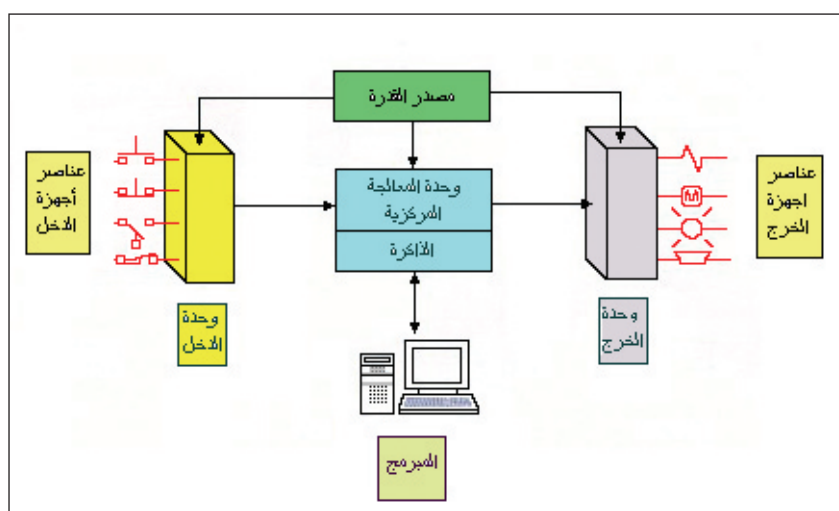 مصدر القدرة
عناصر
أجهزة
الدخل
وحدة المعالجة
المركزية
الذاكرة
عناصر
اجهزة
الخرج
وحدة
الدخل
وحدة
الخرج
المبرمج